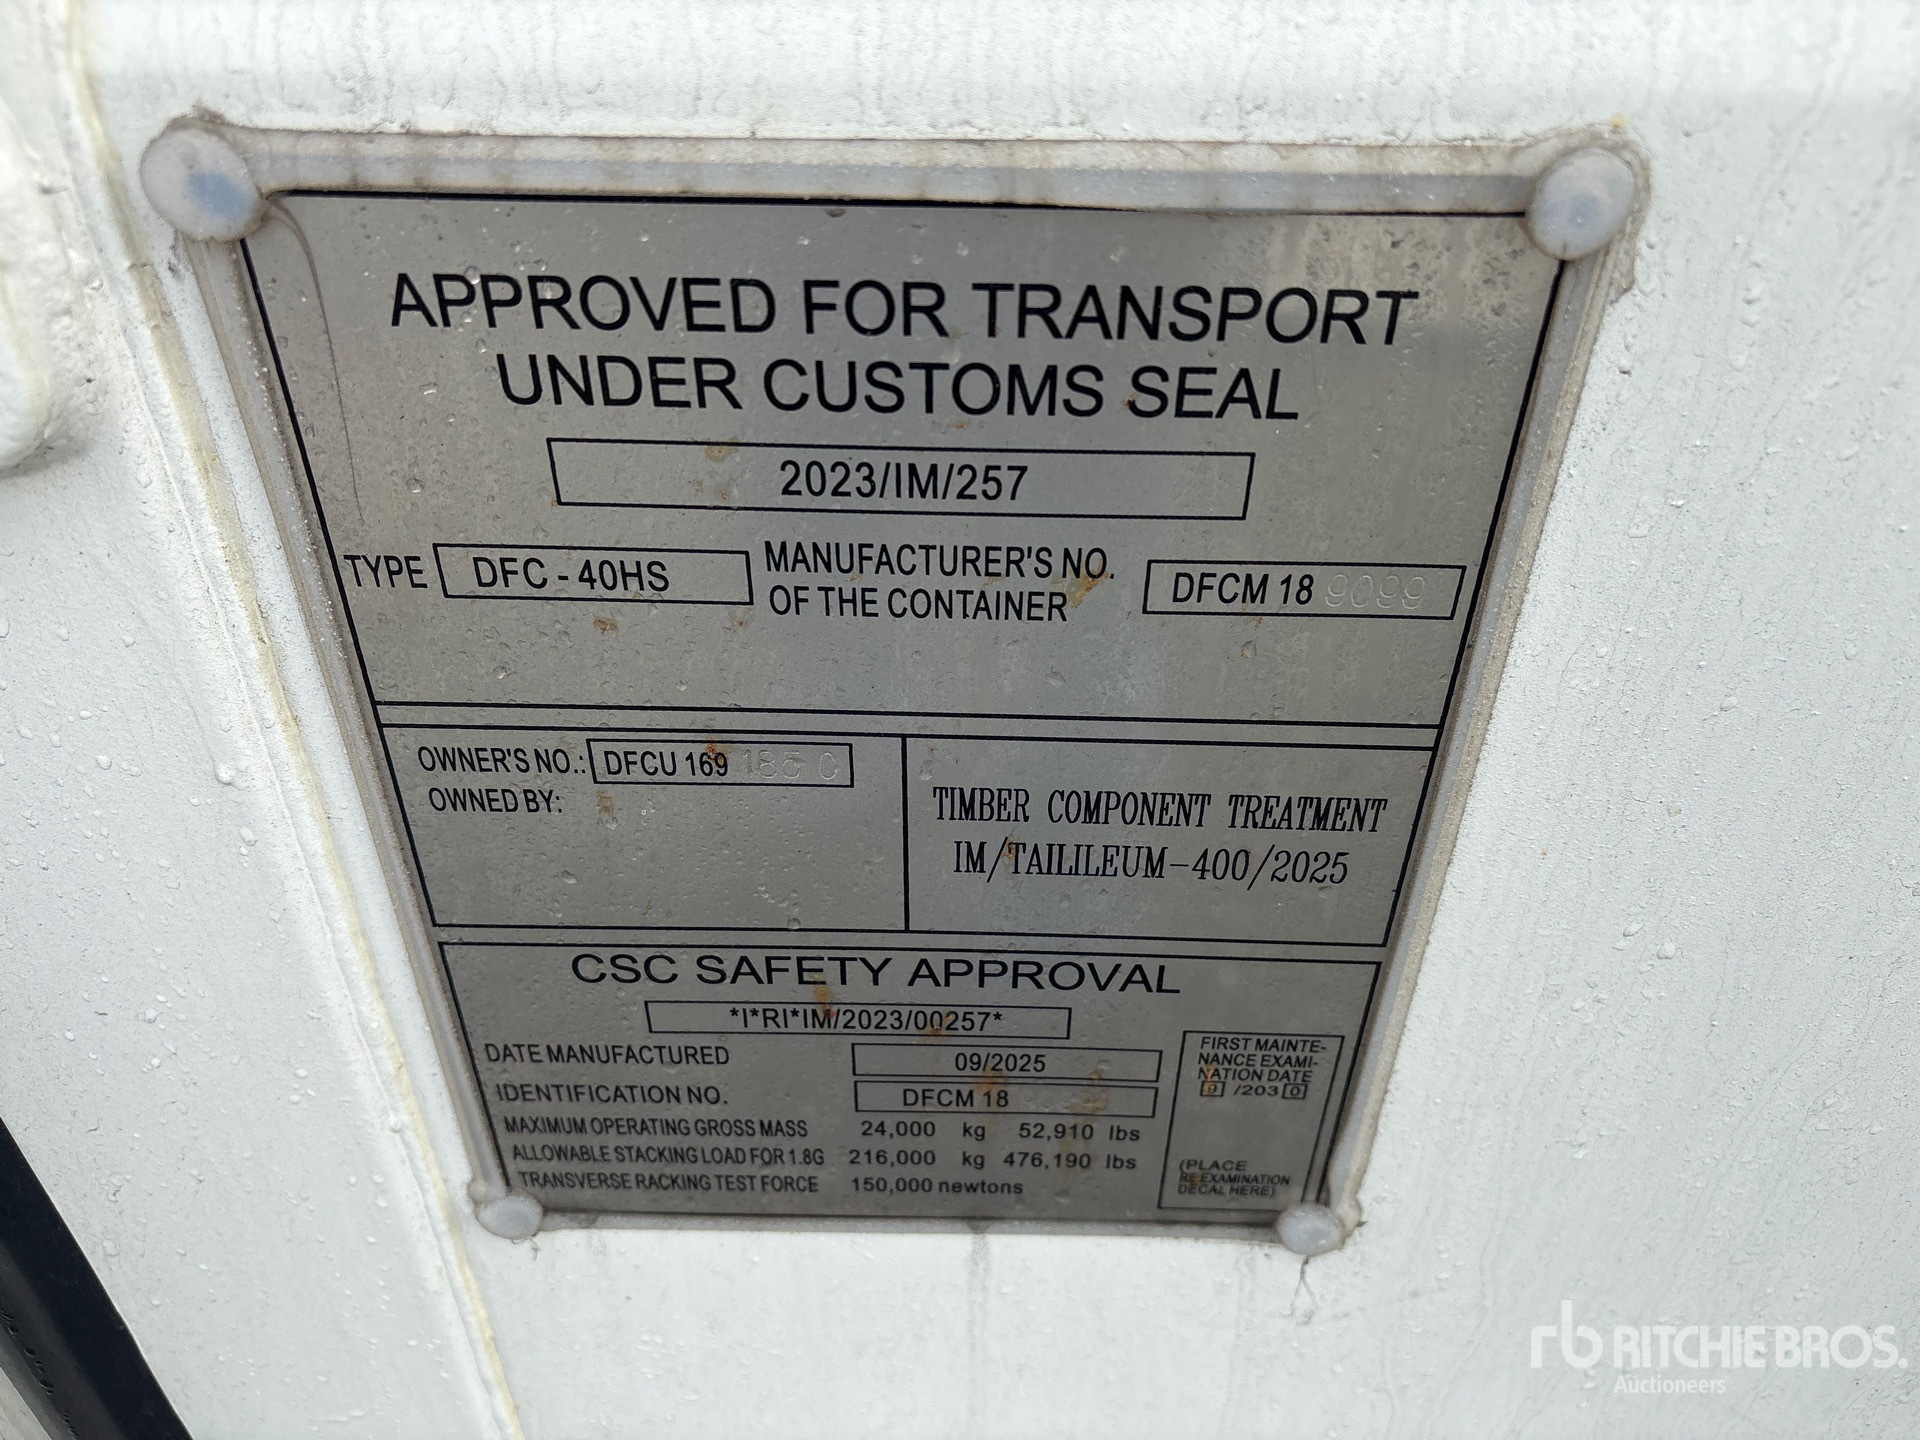 APPROVED FOR TRANSPORT
UNDER CUSTOMS SEAL
2023/IM/257
TYPE DFC - 40HS MANUFACTURER'S NO. OF THE CONTAINER DFCM 18 9099
OWNER'S NO.: DFCU 169 185 0
OWNED BY:
TIMBER COMPONENT TREATMENT
IM/TAILILEUM-400/2025
CSC SAFETY APPROVAL
*I*RI*IM/2023/00257*
DATE MANUFACTURED 09/2025
IDENTIFICATION NO. DFCM 18
MAXIMUM OPERATING GROSS MASS 24,000 kg 52,910 lbs
ALLOWABLE STACKING LOAD FOR 1.8G 216,000 kg 476,190 lbs
TRANSVERSE RACKING TEST FORCE 150,000 newtons
FIRST MAINTE-
NANCE EXAMI-
NATION DATE
9 /203 0
(PLACE
RE EXAMINATION
DECAL HERE)
rb RITCHIE BROS.
Auctioneers